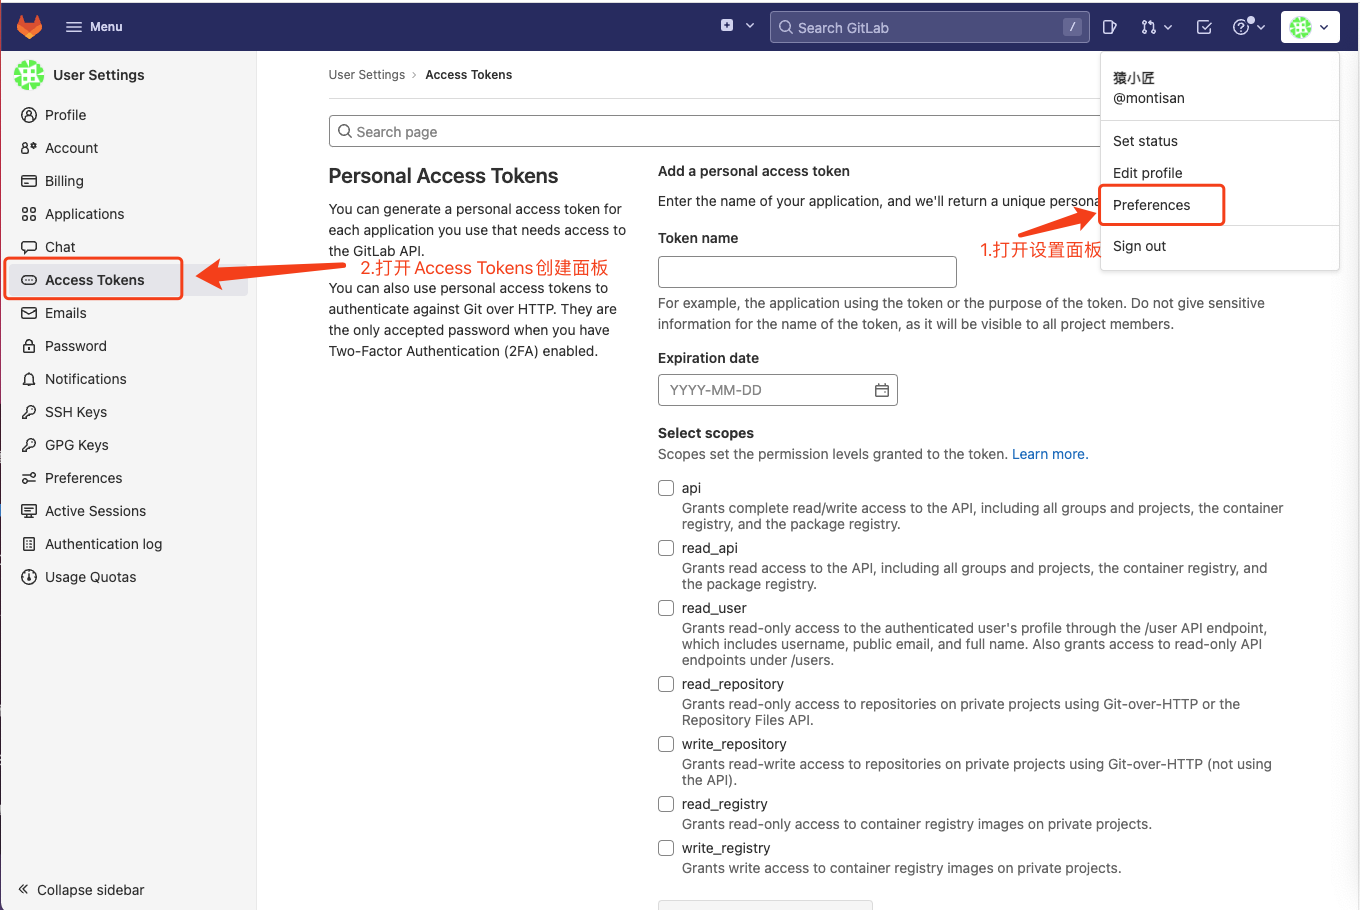 Menu
Search GitLab
/
User Settings
Profile
Account
Billing
Applications
Chat
Access Tokens
Emails
Password
Notifications
SSH Keys
GPG Keys
Preferences
Active Sessions
Authentication log
Usage Quotas
Collapse sidebar
User Settings › Access Tokens
Search page
Personal Access Tokens
You can generate a personal access token for
each application you use that needs access to
the GitLab API.
2.打开Access Tokens创建面板
You can also use personal access tokens to
authenticate against Git over HTTP. They are
the only accepted password when you have
Two-Factor Authentication (2FA) enabled.
Add a personal access token
Enter the name of your application, and we'll return a unique persona
Token name
For example, the application using the token or the purpose of the token. Do not give sensitive
information for the name of the token, as it will be visible to all project members.
Expiration date
YYYY-MM-DD
Select scopes
Scopes set the permission levels granted to the token. Learn more.
api
Grants complete read/write access to the API, including all groups and projects, the container
registry, and the package registry.
read_api
Grants read access to the API, including all groups and projects, the container registry, and
the package registry.
read_user
Grants read-only access to the authenticated user's profile through the /user API endpoint,
which includes username, public email, and full name. Also grants access to read-only API
endpoints under /users.
read_repository
Grants read-only access to repositories on private projects using Git-over-HTTP or the
Repository Files API.
write_repository
Grants read-write access to repositories on private projects using Git-over-HTTP (not using
the API).
read_registry
Grants read-only access to container registry images on private projects.
write_registry
Grants write access to container registry images on private projects.
猿小匠
@montisan
Set status
Edit profile
Preferences
1.打开设置面板
Sign out